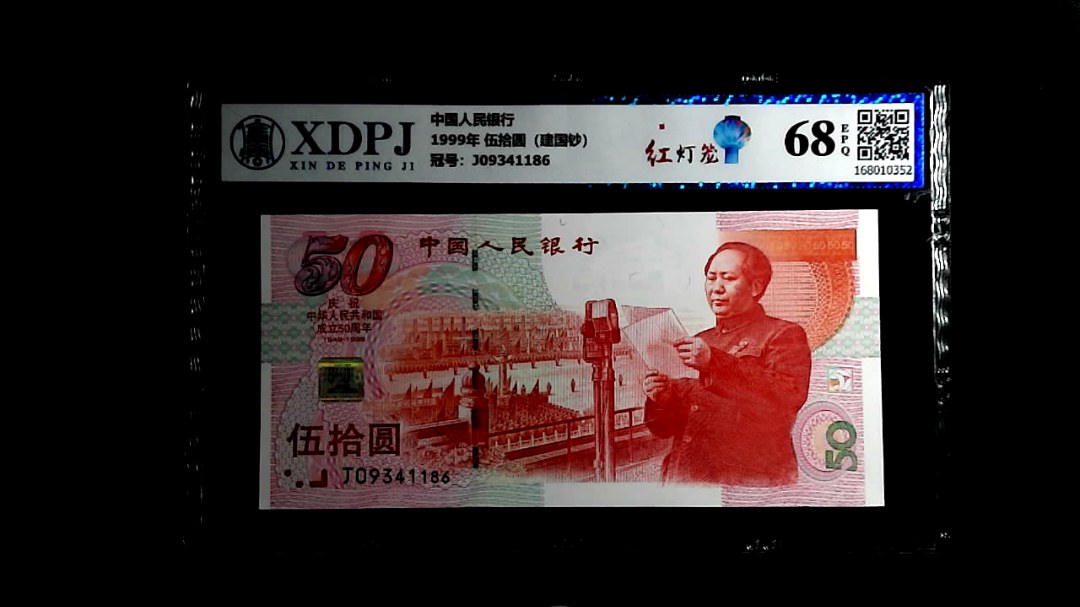 XDPJ
XIN DE PING JI
中国人民银行
1999年 伍拾圆（建国钞）
冠号：J09341186
红灯笼
68
EPQ
168010352
50
中国人民银行
庆祝
中华人民共和国
成立50周年
1949-1999
伍拾圆
J09341186
50